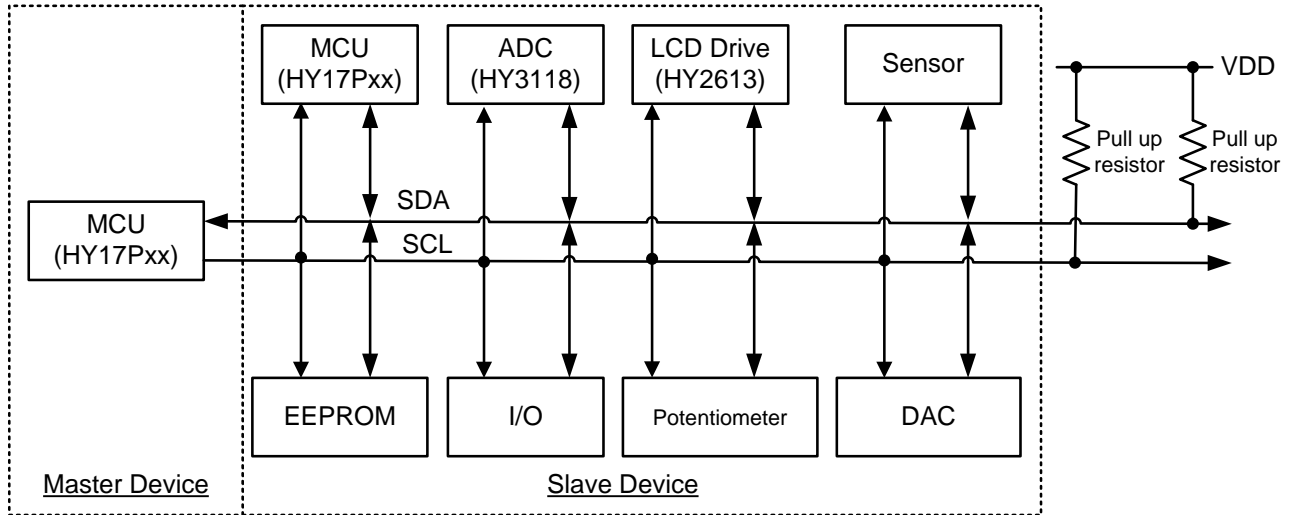 MCU
(HY17Pxx)
ADC
(HY3118)
LCD Drive
(HY2613)
Sensor
VDD
Pull up
resistor
Pull up
resistor
MCU
(HY17Pxx)
SDA
SCL
EEPROM
I/O
Potentiometer
DAC
Master Device
Slave Device